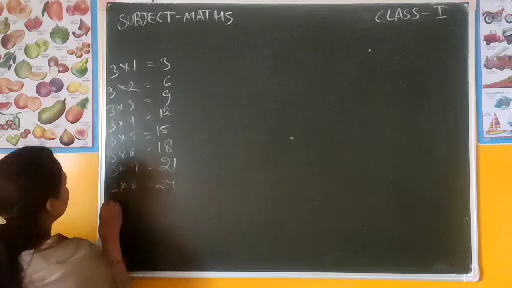 SUBJECT-MATHS
CLASS-I
3×1 = 3
3×2 = 6
3×3 = 9
3×4 = 12
3×5 = 15
3×6 = 18
3×7 = 21
3×8 = 24